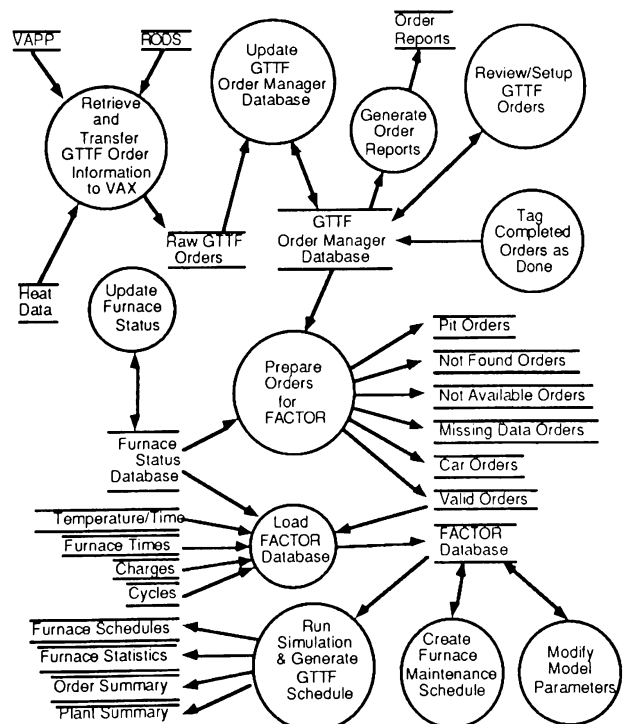 VAPP
RODS
Retrieve
and
Transfer
GTTF Order
Information
to VAX
Heat
Data
Raw GTTF
Orders
Update
GTTF
Order Manager
Database
Order
Reports
Generate
Order
Reports
Review/Setup
GTTF
Orders
GTTF
Order Manager
Database
Tag
Completed
Orders as
Done
Update
Furnace
Status
Furnace
Status
Database
Prepare
Orders
for
FACTOR
Pit Orders
Not Found Orders
Not Available Orders
Missing Data Orders
Car Orders
Valid Orders
Temperature/Time
Furnace Times
Charges
Cycles
Load
FACTOR
Database
FACTOR
Database
Furnace Schedules
Furnace Statistics
Order Summary
Plant Summary
Run
Simulation
& Generate
GTTF
Schedule
Create
Furnace
Maintenance
Schedule
Modify
Model
Parameters